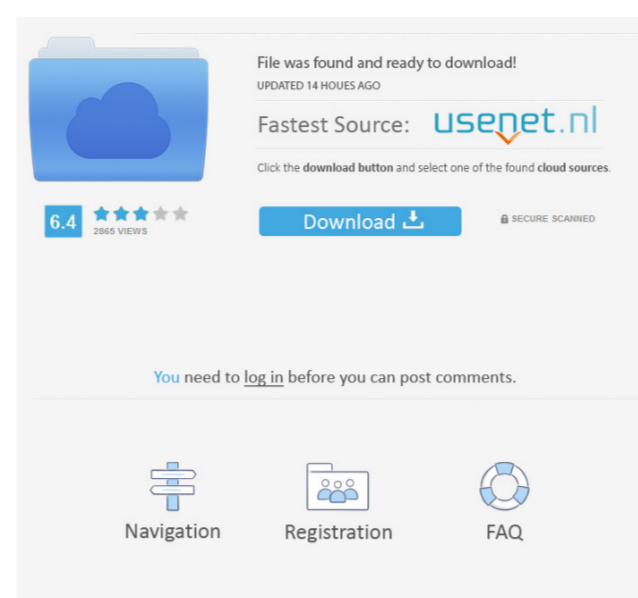 File was found and ready to download!
UPDATED 14 HOUES AGO
Fastest Source: usenet.nl
Click the download button and select one of the found cloud sources.
6.4
2865 VIEWS
Download
SECURE SCANNED
You need to log in before you can post comments.
Navigation
Registration
FAQ